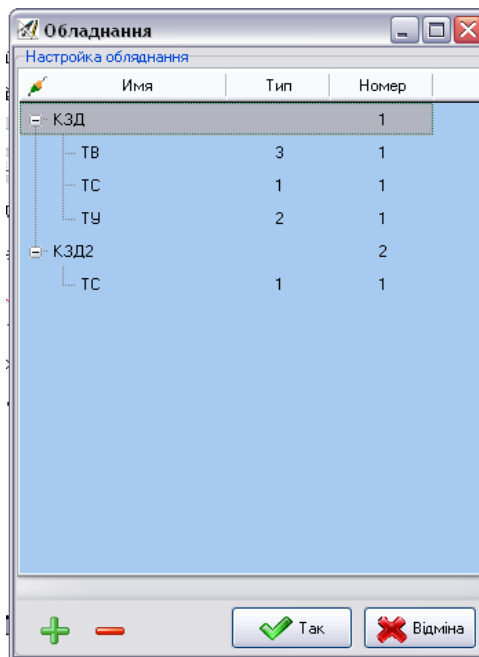 Обладнання
Настройка обляднання
Имя Тип Номер
КЗД 1
ТВ 3 1
ТС 1 1
ТУ 2 1
КЗД2 2
ТС 1 1
Так Відміна